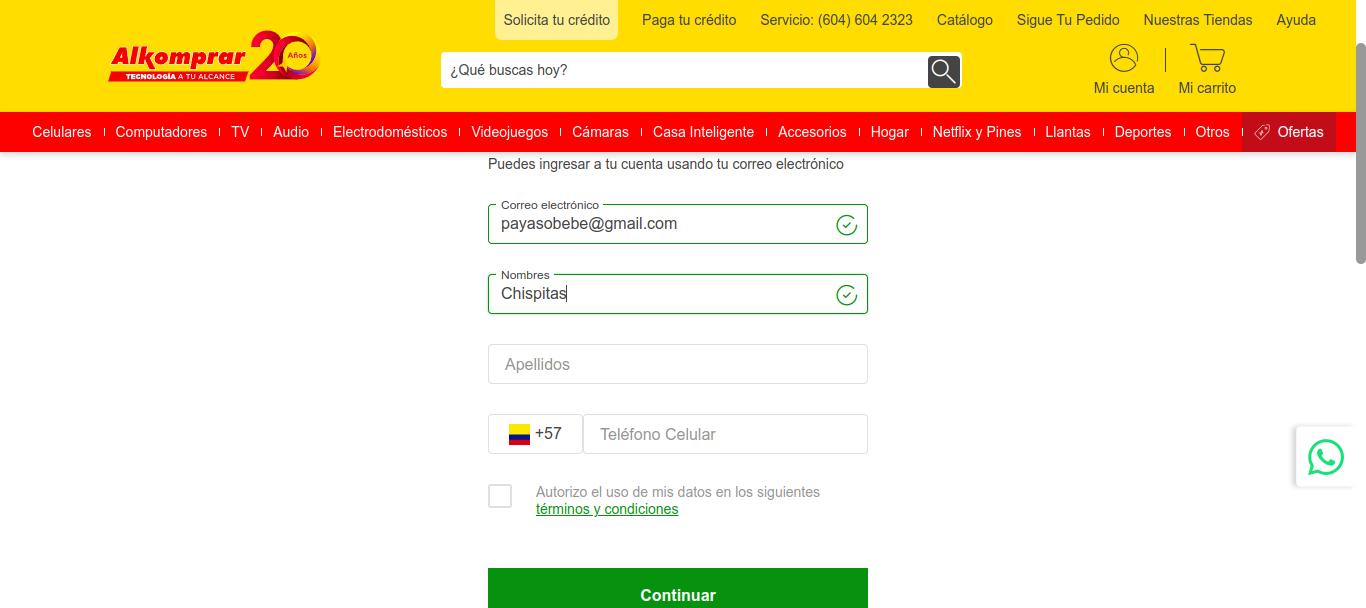 Solicita tu crédito Paga tu crédito Servicio: (604) 604 2323 Catálogo Sigue Tu Pedido Nuestras Tiendas Ayuda
Alkomprar 20 Años
TECNOLOGÍA A TU ALCANCE
¿Qué buscas hoy?
Mi cuenta Mi carrito
Celulares Computadores TV Audio Electrodomésticos Videojuegos Cámaras Casa Inteligente Accesorios Hogar Netflix y Pines Llantas Deportes Otros Ofertas
Puedes ingresar a tu cuenta usando tu correo electrónico
Correo electrónico
payasobebe@gmail.com
Nombres
Chispitas
Apellidos
+57 Teléfono Celular
Autorizo el uso de mis datos en los siguientes
términos y condiciones
Continuar